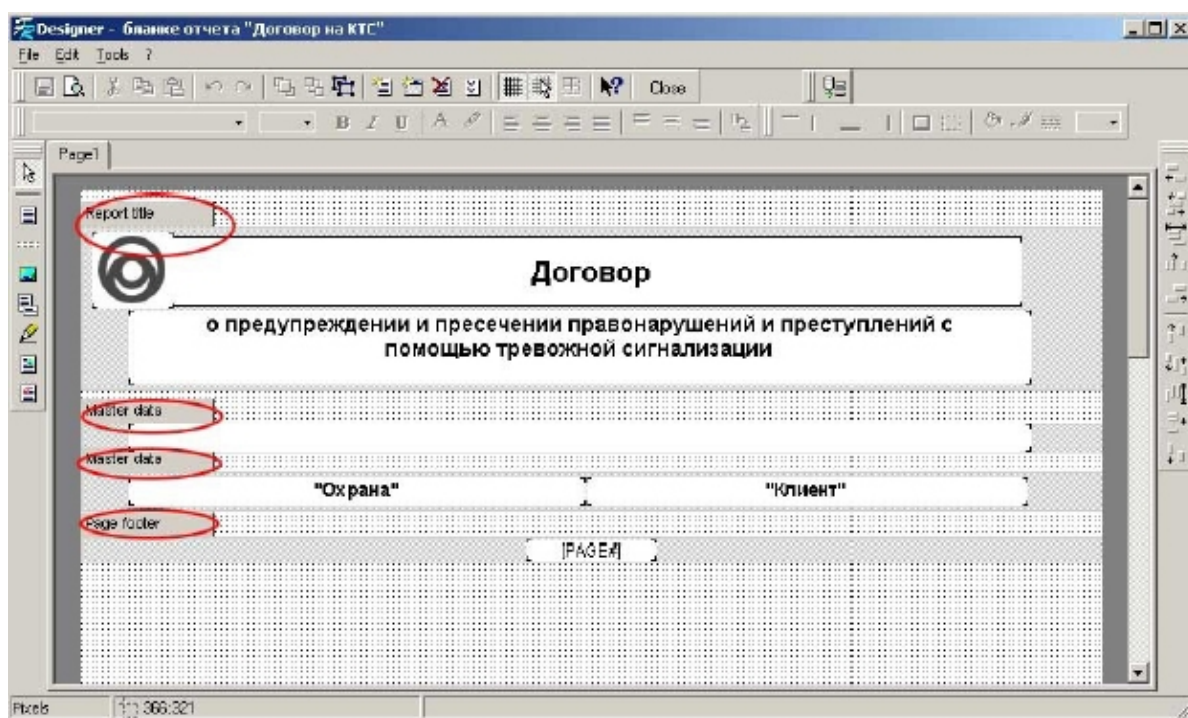 Designer - бланке отчета "Договор на КТС"
File Edit Tools ?
Close
B I U A
Page1
Report title
Договор
о предупреждении и пресечении правонарушений и преступлений с
помощью тревожной сигнализации
Master data
Master data
"Охрана" "Клиент"
Page footer
[PAGE#]
Pixels 366;321